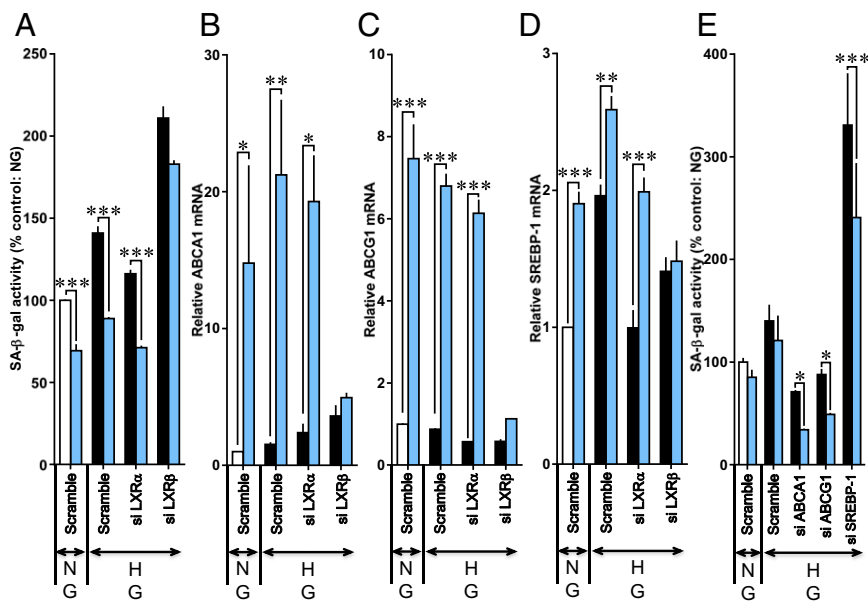 A
SA-β-gal activity (% control: NG)
250
200
150
100
50
0
***
***
***
Scramble
Scramble
si LXRα
si LXRβ
N
G
H
G
B
Relative ABCA1 mRNA
30
20
10
0
*
**
*
Scramble
Scramble
si LXRα
si LXRβ
N
G
H
G
C
Relative ABCG1 mRNA
10
8
6
4
2
0
***
***
***
Scramble
Scramble
si LXRα
si LXRβ
N
G
H
G
D
Relative SREBP-1 mRNA
3
2
1
0
***
**
***
Scramble
Scramble
si LXRα
si LXRβ
N
G
H
G
E
SA-β-gal activity (% control: NG)
400
300
200
100
0
*
*
***
Scramble
Scramble
si ABCA1
si ABCG1
si SREBP-1
N
G
H
G